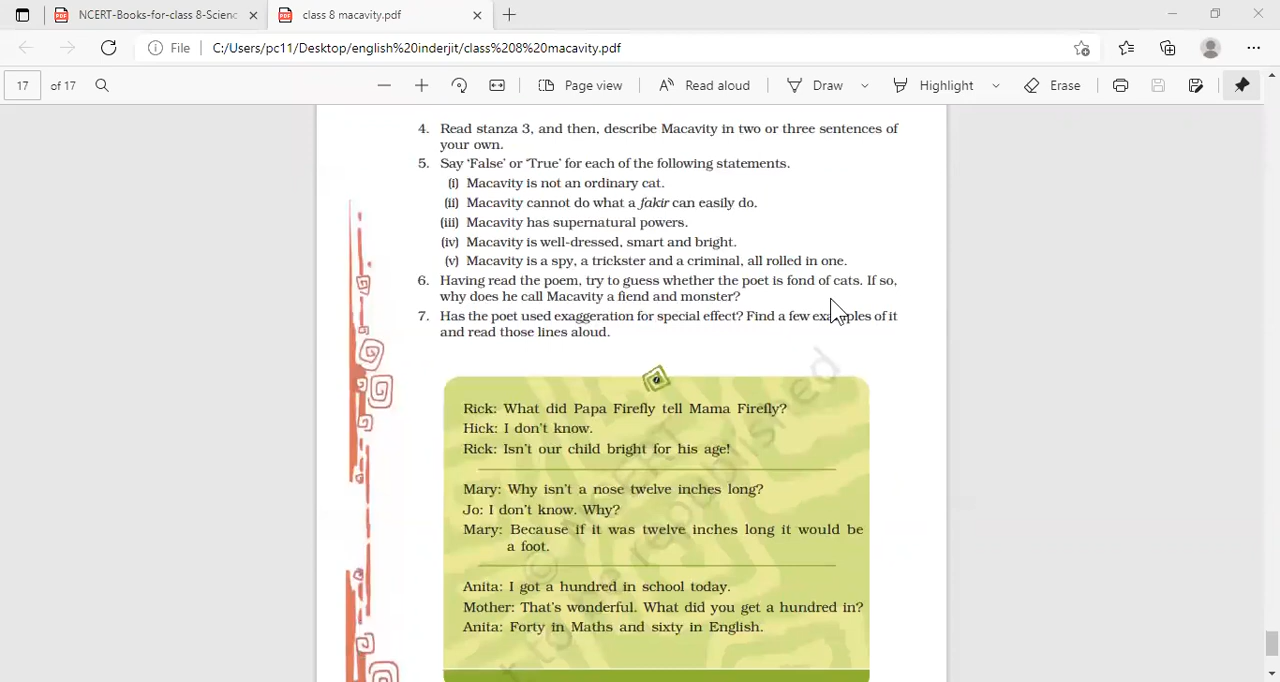 NCERT-Books-for-class 8-Scienc
class 8 macavity.pdf
File
C:/Users/pc11/Desktop/english%20inderjit/class%208%20macavity.pdf
17 of 17
Page view
Read aloud
Draw
Highlight
Erase
4. Read stanza 3, and then, describe Macavity in two or three sentences of
your own.
5. Say ‘False’ or ‘True’ for each of the following statements.
(i) Macavity is not an ordinary cat.
(ii) Macavity cannot do what a fakir can easily do.
(iii) Macavity has supernatural powers.
(iv) Macavity is well-dressed, smart and bright.
(v) Macavity is a spy, a trickster and a criminal, all rolled in one.
6. Having read the poem, try to guess whether the poet is fond of cats. If so,
why does he call Macavity a fiend and monster?
7. Has the poet used exaggeration for special effect? Find a few examples of it
and read those lines aloud.
Rick: What did Papa Firefly tell Mama Firefly?
Hick: I don't know.
Rick: Isn't our child bright for his age!
Mary: Why isn't a nose twelve inches long?
Jo: I don't know. Why?
Mary: Because if it was twelve inches long it would be
a foot.
Anita: I got a hundred in school today.
Mother: That's wonderful. What did you get a hundred in?
Anita: Forty in Maths and sixty in English.